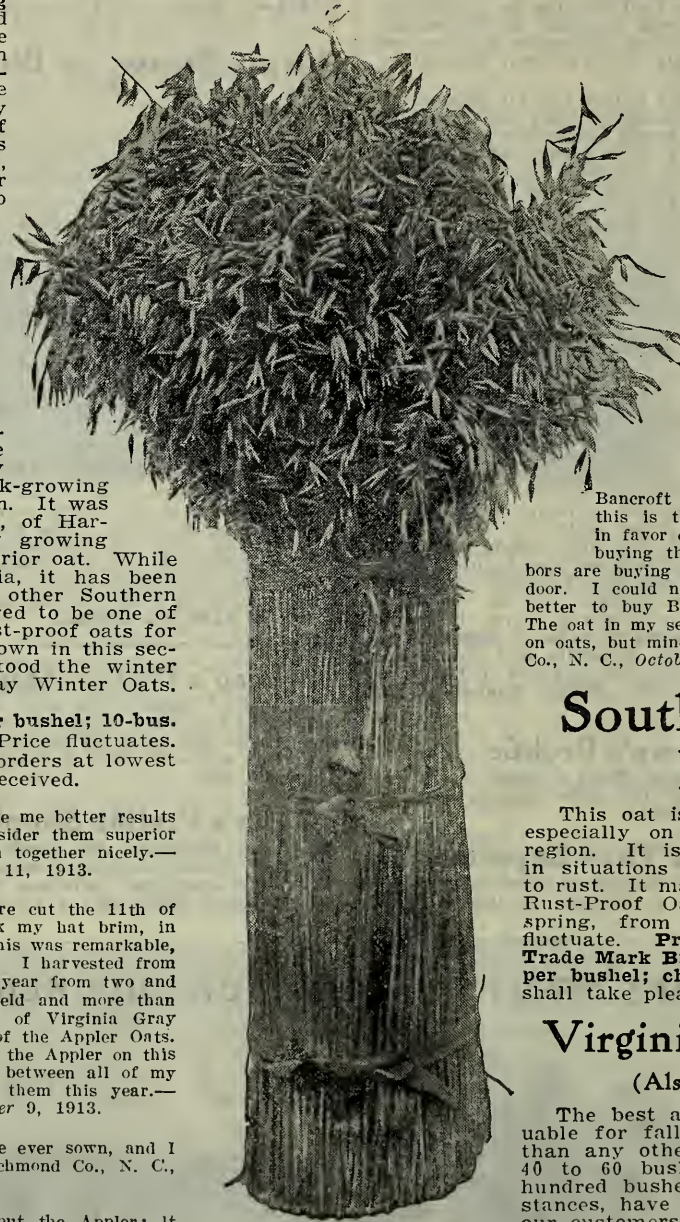 d
e
n
-
e
y
f
s
,
r
o
-
e
y
k-growing
n. It was
, of Har-
growing
rior oat. While
ia, it has been
other Southern
red to be one of
st-proof oats for
own in this sec-
tood the winter
ay Winter Oats.
r bushel; 10-bus.
Price fluctuates.
orders at lowest
eceived.
e me better results
sider them superior
together nicely.—
11, 1913.
re cut the 11th of
k my hat brim, in
his was remarkable,
I harvested from
year from two and
eld and more than
of Virginia Gray
of the Appler Oats.
the Appler on this
between all of my
them this year.—
er 9, 1913.
e ever sown, and I
chmond Co., N. C.,
out the Appler; it
Bancroft
this is t
in favor
buying th
bors are buying
door. I could n
better to buy B
The oat in my se
on oats, but min
Co., N. C., Octob
South
This oat is
especially on
region. It is
in situations
to rust. It ma
Rust-Proof O
spring, from
fluctuate. Pr
Trade Mark B
per bushel; ch
shall take plea
Virgini
(Als
The best a
uable for fall
than any othe
40 to 60 bush
hundred bushe
stances, have
our customers